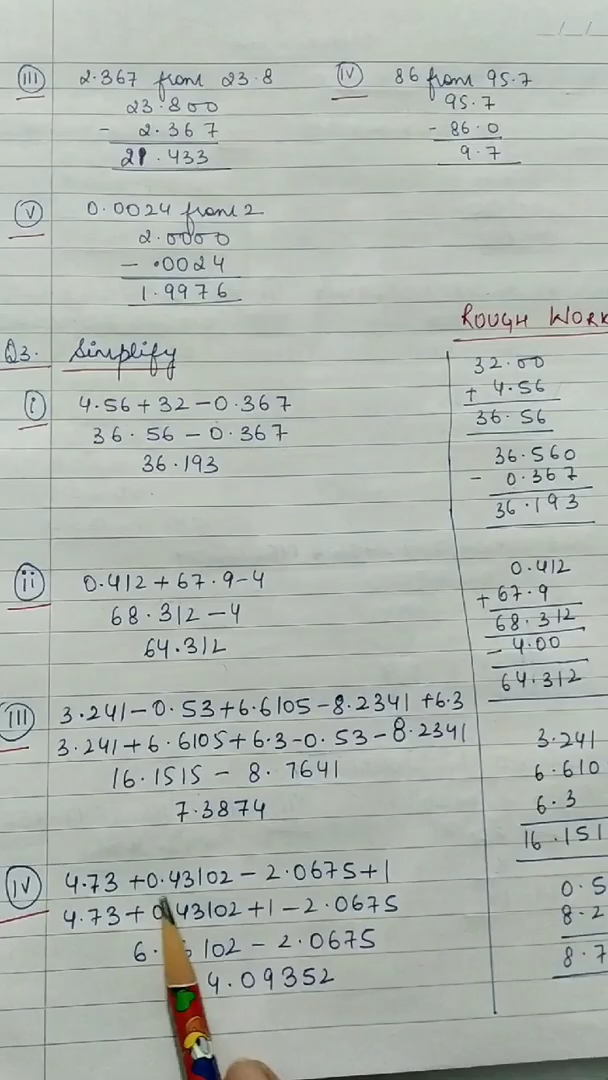 III 2.367 from 23.8
23.800
- 2.367
21.433
IV 86 from 95.7
95.7
- 86.0
9.7
V 0.0024 from 2
2.0000
- .0024
1.9976
Q3. Simplify
i 4.56 + 32 - 0.367
36.56 - 0.367
36.193
ii 0.412 + 67.9 - 4
68.312 - 4
64.312
III 3.241 - 0.53 + 6.6105 - 8.2341 + 6.3
3.241 + 6.6105 + 6.3 - 0.53 - 8.2341
16.1515 - 8.7641
7.3874
IV 4.73 + 0.43102 - 2.0675 + 1
4.73 + 0.43102 + 1 - 2.0675
6. 102 - 2.0675
4.09352
ROUGH WORK
32.00
+ 4.56
36.56
36.560
- 0.367
36.193
0.412
+ 67.9
68.312
- 4.00
64.312
3.241
6.610
6.3
16.151
0.5
8.2
8.7